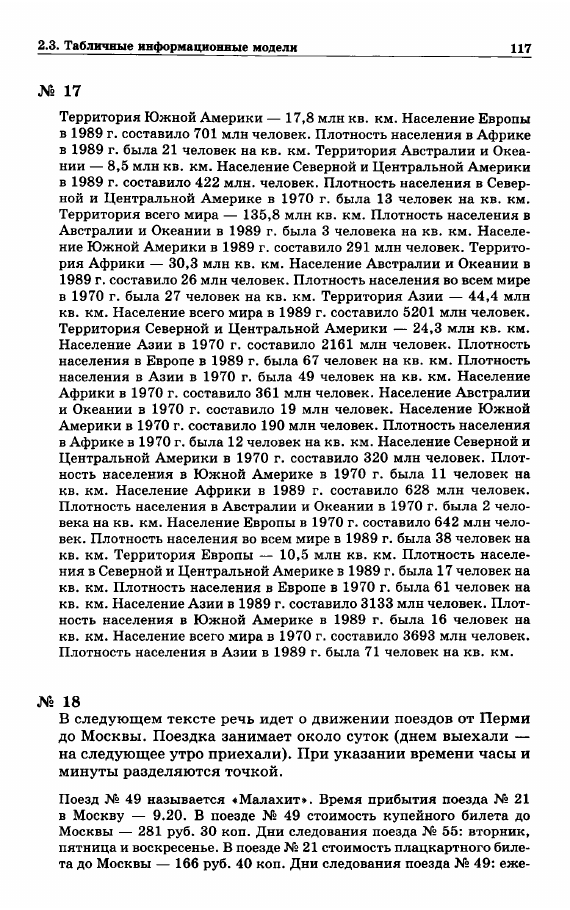 2.3. Табличные информационные модели 117
№ 17
Территория Южной Америки — 17,8 млн кв. км. Население Европы
в 1989 г. составило 701 млн человек. Плотность населения в Африке
в 1989 г. была 21 человек на кв. км. Территория Австралии и Океа-
нии — 8,5 млн кв. км. Население Северной и Центральной Америки
в 1989 г. составило 422 млн. человек. Плотность населения в Север-
ной и Центральной Америке в 1970 г. была 13 человек на кв. км.
Территория всего мира — 135,8 млн кв. км. Плотность населения в
Австралии и Океании в 1989 г. была 3 человека на кв. км. Населе-
ние Южной Америки в 1989 г. составило 291 млн человек. Террито-
рия Африки — 30,3 млн кв. км. Население Австралии и Океании в
1989 г. составило 26 млн человек. Плотность населения во всем мире
в 1970 г. была 27 человек на кв. км. Территория Азии — 44,4 млн
кв. км. Население всего мира в 1989 г. составило 5201 млн человек.
Территория Северной и Центральной Америки — 24,3 млн кв. км.
Население Азии в 1970 г. составило 2161 млн человек. Плотность
населения в Европе в 1989 г. была 67 человек на кв. км. Плотность
населения в Азии в 1970 г. была 49 человек на кв. км. Население
Африки в 1970 г. составило 361 млн человек. Население Австралии
и Океании в 1970 г. составило 19 млн человек. Население Южной
Америки в 1970 г. составило 190 млн человек. Плотность населения
в Африке в 1970 г. была 12 человек на кв. км. Население Северной и
Центральной Америки в 1970 г. составило 320 млн человек. Плот-
ность населения в Южной Америке в 1970 г. была 11 человек на
кв. км. Население Африки в 1989 г. составило 628 млн человек.
Плотность населения в Австралии и Океании в 1970 г. была 2 чело-
века на кв. км. Население Европы в 1970 г. составило 642 млн чело-
век. Плотность населения во всем мире в 1989 г. была 38 человек на
кв. км. Территория Европы — 10,5 млн кв. км. Плотность населе-
ния в Северной и Центральной Америке в 1989 г. была 17 человек на
кв. км. Плотность населения в Европе в 1970 г. была 61 человек на
кв. км. Население Азии в 1989 г. составило 3133 млн человек. Плот-
ность населения в Южной Америке в 1989 г. была 16 человек на
кв. км. Население всего мира в 1970 г. составило 3693 млн человек.
Плотность населения в Азии в 1989 г. была 71 человек на кв. км.
№ 18
В следующем тексте речь идет о движении поездов от Перми
до Москвы. Поездка занимает около суток (днем выехали —
на следующее утро приехали). При указании времени часы и
минуты разделяются точкой.
Поезд № 49 называется «Малахит». Время прибытия поезда № 21
в Москву — 9.20. В поезде № 49 стоимость купейного билета до
Москвы — 281 руб. 30 коп. Дни следования поезда № 55: вторник,
пятница и воскресенье. В поезде № 21 стоимость плацкартного биле-
та до Москвы — 166 руб. 40 коп. Дни следования поезда № 49: еже-